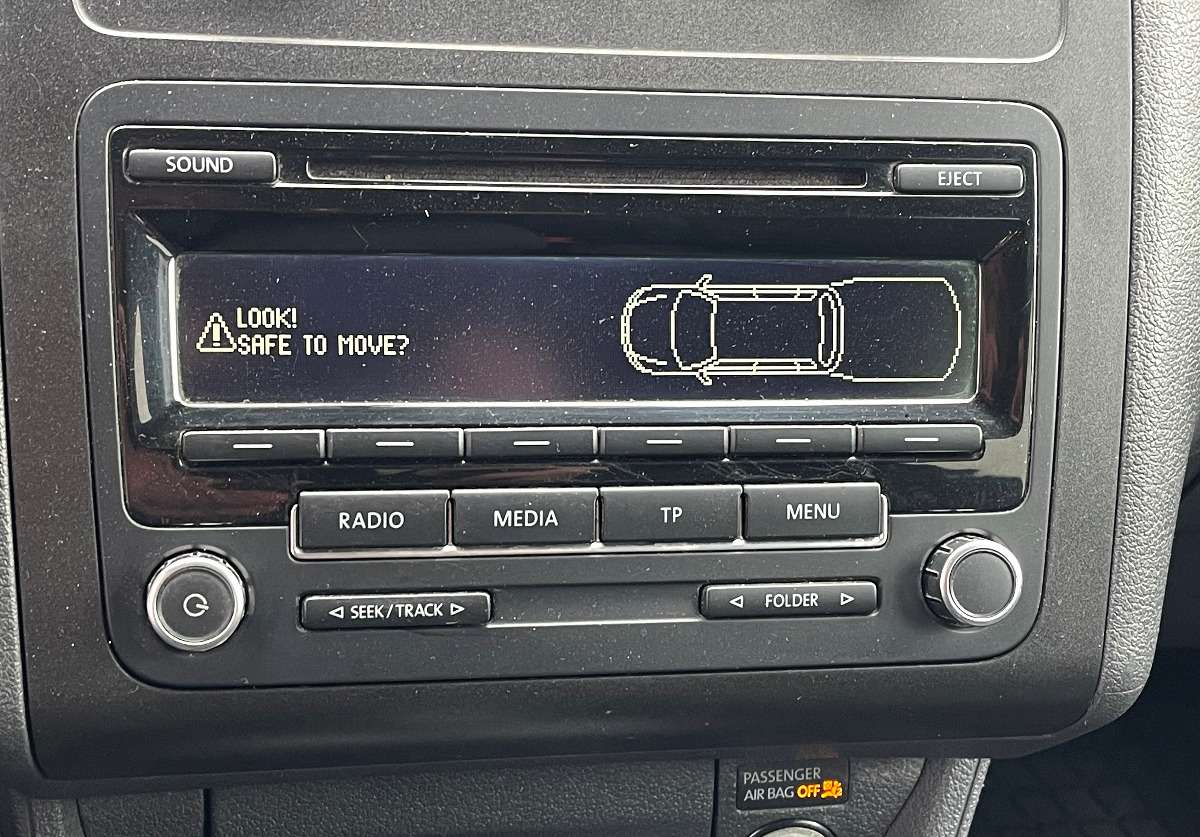 SOUND
EJECT
LOOK!
SAFE TO MOVE?
RADIO
MEDIA
TP
MENU
SEEK/TRACK
FOLDER
PASSENGER
AIR BAG OFF